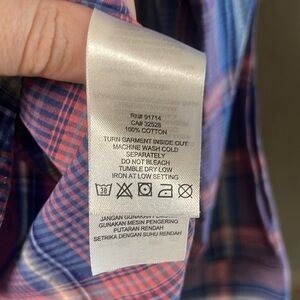 RN# 91714
CA# 32528
100% COTTON
TURN GARMENT INSIDE OUT
MACHINE WASH COLD
SEPARATELY
DO NOT BLEACH
TUMBLE DRY LOW
IRON AT LOW SETTING
30
JANGAN GUNAKAN
GUNAKAN MESIN PENGERING
PUTARAN RENDAH
SETRIKA DENGAN SUHU RENDAH